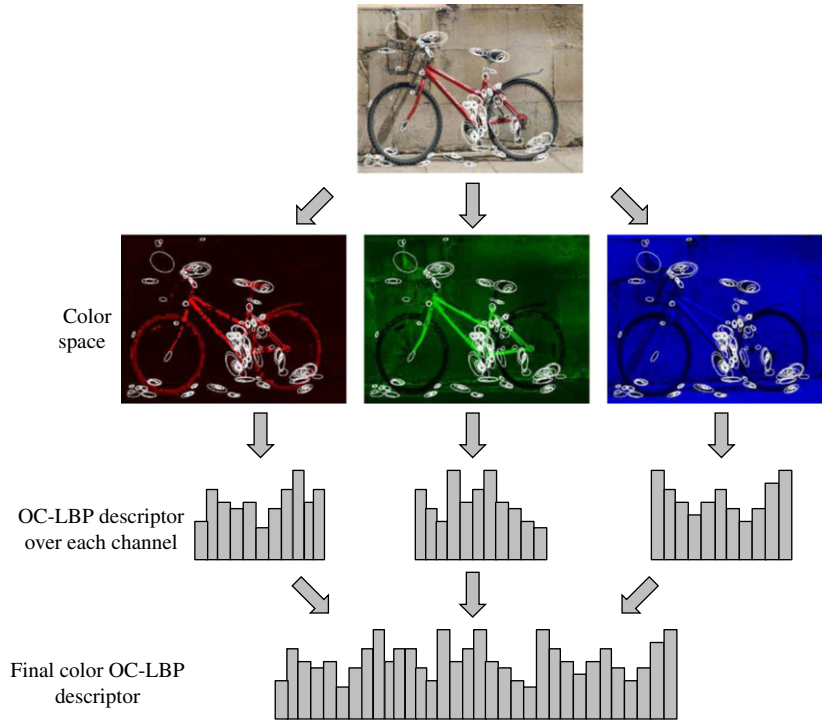 Color
space
OC-LBP descriptor
over each channel
Final color OC-LBP
descriptor